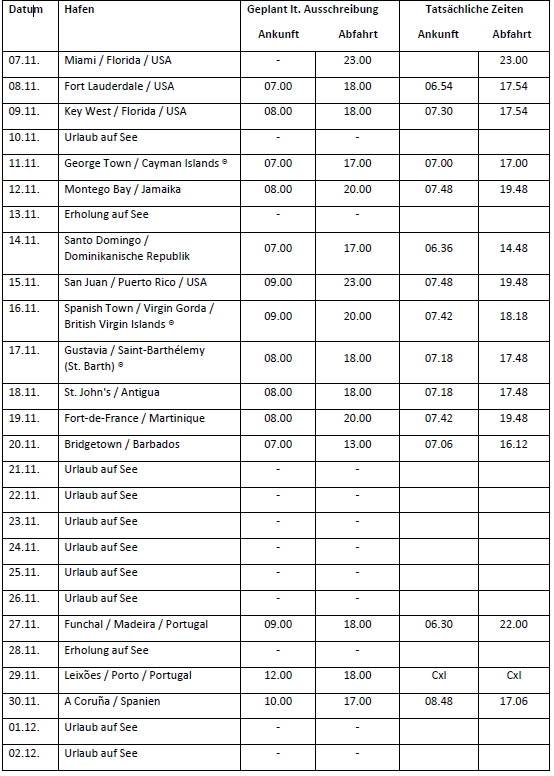 Datum Hafen Geplant lt. Ausschreibung Tatsächliche Zeiten
Ankunft Abfahrt Ankunft Abfahrt
07.11. Miami / Florida / USA - 23.00 23.00
08.11. Fort Lauderdale / USA 07.00 18.00 06.54 17.54
09.11. Key West / Florida / USA 08.00 18.00 07.30 17.54
10.11. Urlaub auf See - -
11.11. George Town / Cayman Islands ® 07.00 17.00 07.00 17.00
12.11. Montego Bay / Jamaika 08.00 20.00 07.48 19.48
13.11. Erholung auf See - -
14.11. Santo Domingo /
Dominikanische Republik 07.00 17.00 06.36 14.48
15.11. San Juan / Puerto Rico / USA 09.00 23.00 07.48 19.48
16.11. Spanish Town / Virgin Gorda /
British Virgin Islands ® 09.00 20.00 07.42 18.18
17.11. Gustavia / Saint-Barthélemy
(St. Barth) ® 08.00 18.00 07.18 17.48
18.11. St. John's / Antigua 08.00 18.00 07.18 17.48
19.11. Fort-de-France / Martinique 08.00 20.00 07.42 19.48
20.11. Bridgetown / Barbados 07.00 13.00 07.06 16.12
21.11. Urlaub auf See - -
22.11. Urlaub auf See - -
23.11. Urlaub auf See - -
24.11. Urlaub auf See - -
25.11. Urlaub auf See - -
26.11. Urlaub auf See - -
27.11. Funchal / Madeira / Portugal 09.00 18.00 06.30 22.00
28.11. Erholung auf See - -
29.11. Leixões / Porto / Portugal 12.00 18.00 Cxl Cxl
30.11. A Coruña / Spanien 10.00 17.00 08.48 17.06
01.12. Urlaub auf See - -
02.12. Urlaub auf See - -